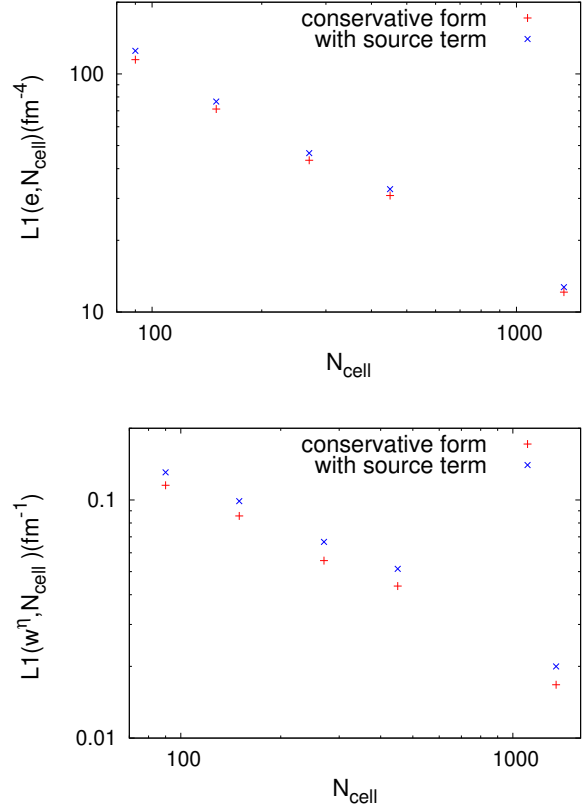 conservative form
with source term
100
10
L1(e,N_cell)(fm^-4)
100
1000
N_cell
conservative form
with source term
0.1
0.01
L1(w^η,N_cell)(fm^-1)
100
1000
N_cell